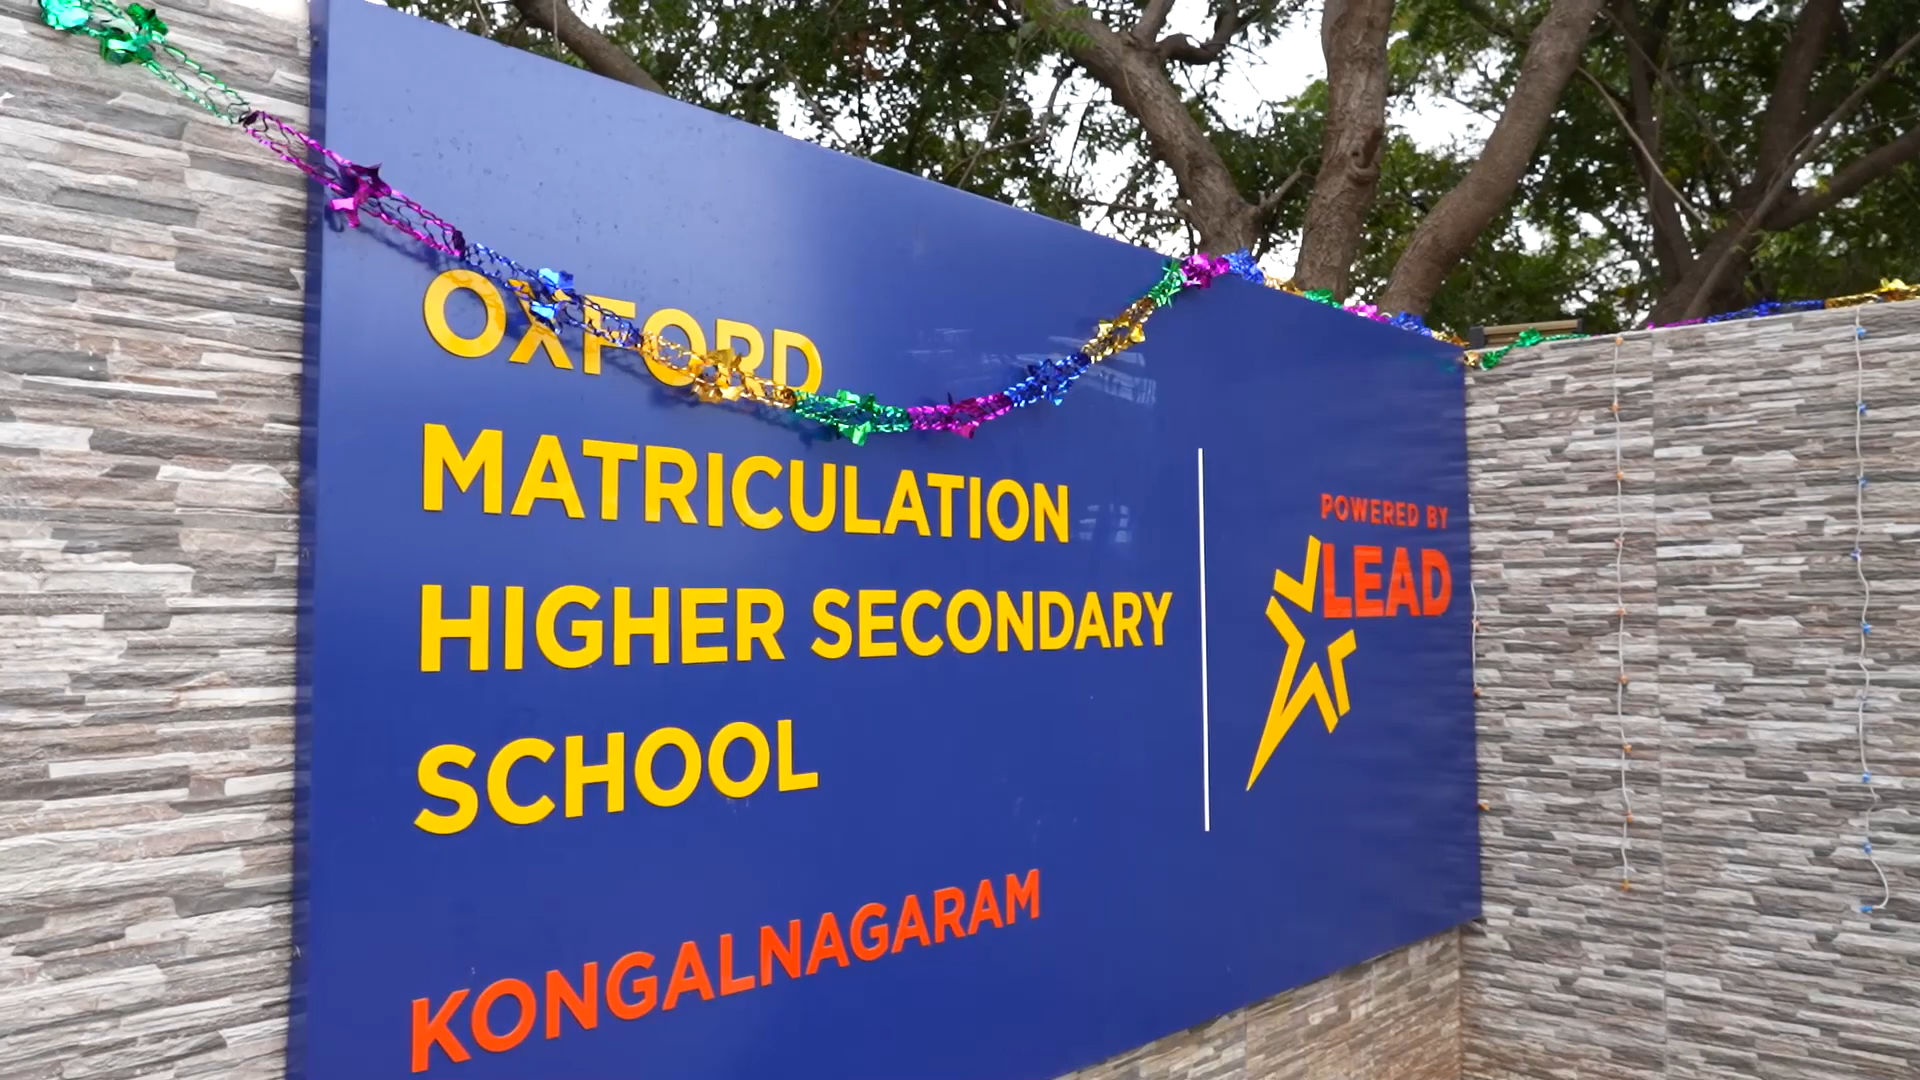 OXFORD
MATRICULATION
HIGHER SECONDARY
SCHOOL
KONGALNAGARAM
POWERED BY
LEAD